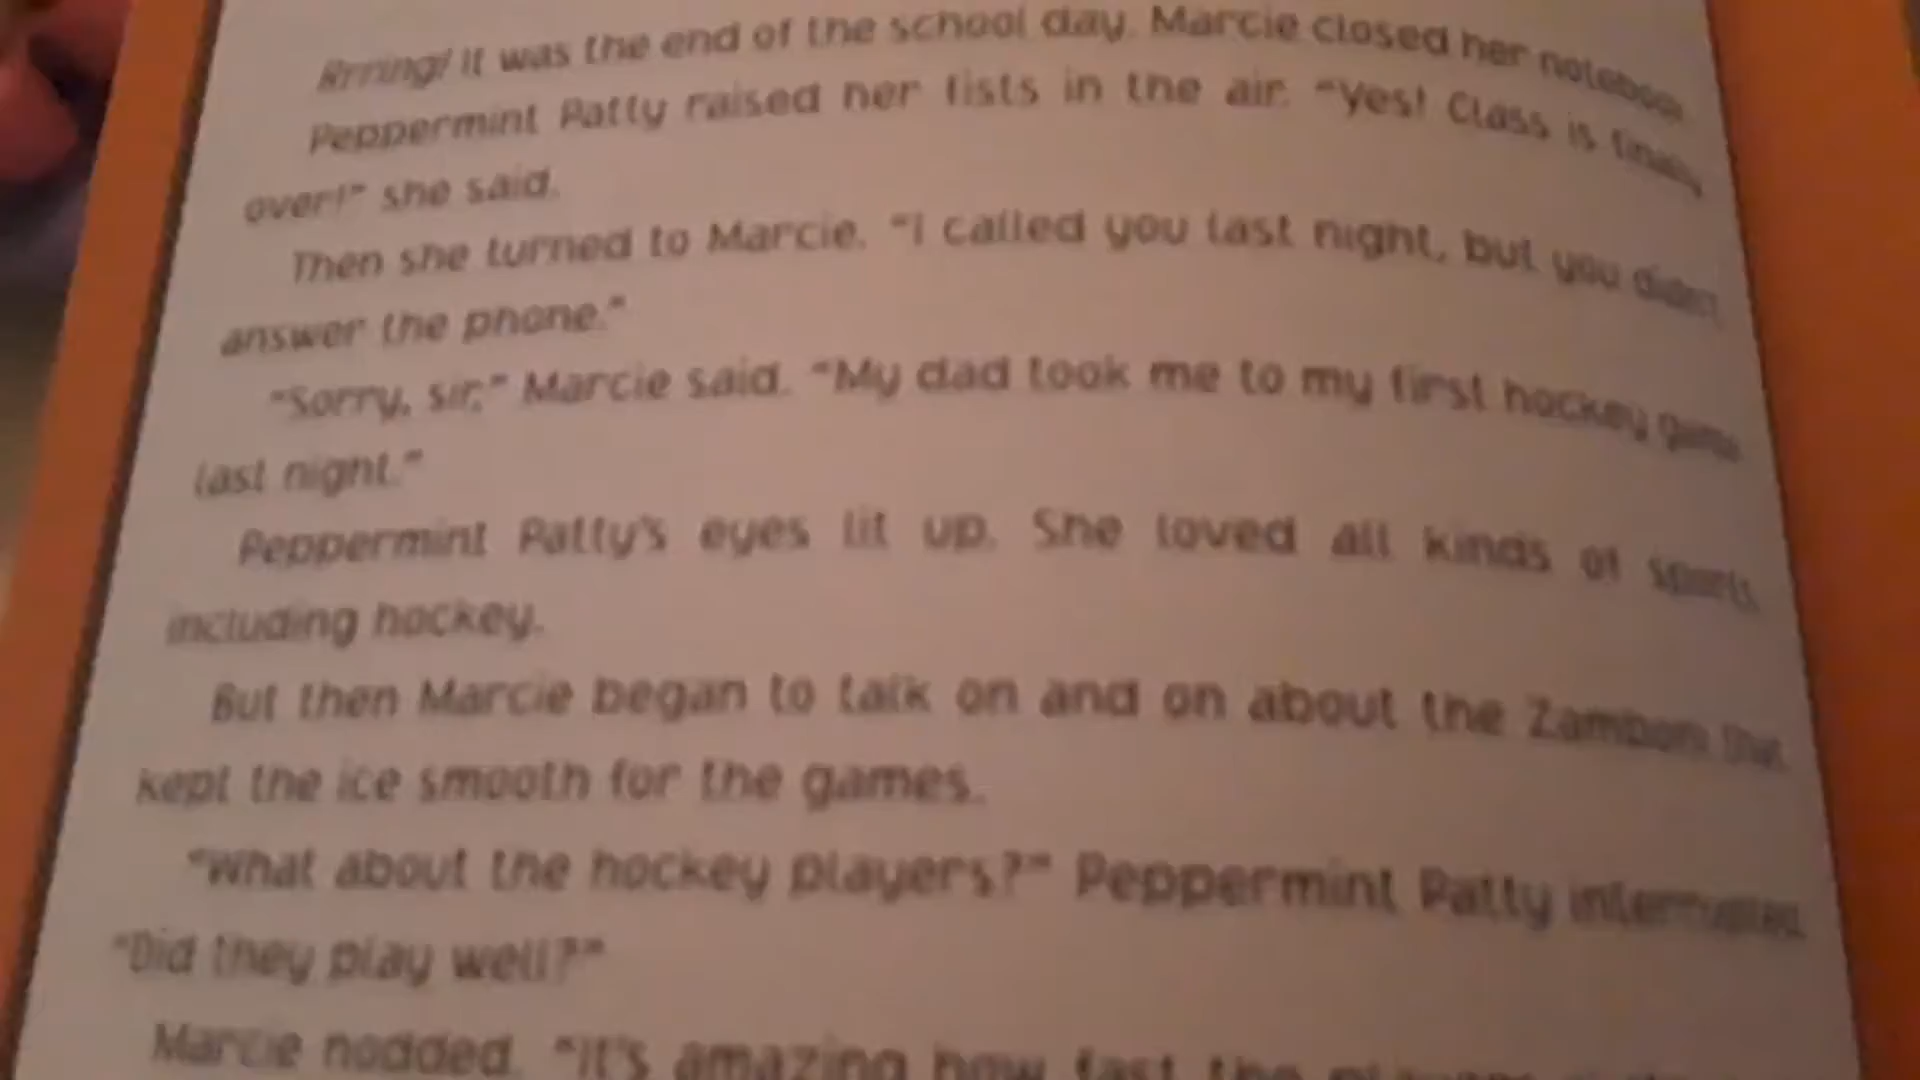 Rrring! It was the end of the school day. Marcie closed her notebook.
Peppermint Patty raised her fists in the air. "Yes! Class is finally
over!" she said.
Then she turned to Marcie. "I called you last night, but you didn't
answer the phone."
"Sorry, sir," Marcie said. "My dad took me to my first hockey game
last night."
Peppermint Patty's eyes lit up. She loved all kinds of sports,
including hockey.
But then Marcie began to talk on and on about the Zamboni that
kept the ice smooth for the games.
"What about the hockey players?" Peppermint Patty interrupted.
"Did they play well?"
Marcie nodded. "It's amazing how fast the players